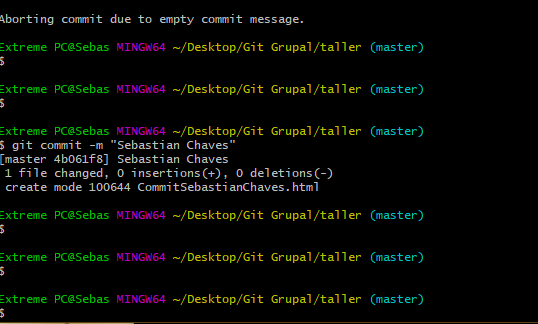 Aborting commit due to empty commit message.
Extreme PC@Sebas MINGW64 ~/Desktop/Git Grupal/taller (master)
$
Extreme PC@Sebas MINGW64 ~/Desktop/Git Grupal/taller (master)
$
Extreme PC@Sebas MINGW64 ~/Desktop/Git Grupal/taller (master)
$ git commit -m "Sebastian Chaves"
[master 4b061f8] Sebastian Chaves
1 file changed, 0 insertions(+), 0 deletions(-)
create mode 100644 CommitSebastianChaves.html
Extreme PC@Sebas MINGW64 ~/Desktop/Git Grupal/taller (master)
$
Extreme PC@Sebas MINGW64 ~/Desktop/Git Grupal/taller (master)
$
Extreme PC@Sebas MINGW64 ~/Desktop/Git Grupal/taller (master)
$